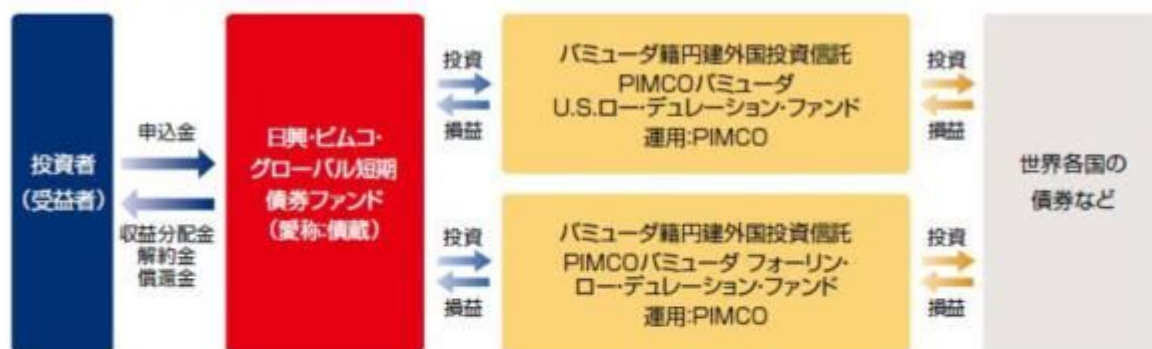 投資者
(受益者)
申込金
収益分配金
解約金
償還金
日興・ピムコ・
グローバル短期
債券ファンド
(愛称:債蔵)
投資
損益
バミューダ籍円建外国投資信託
PIMCOバミューダ
U.S.ロー・デュレーション・ファンド
運用:PIMCO
投資
損益
投資
損益
バミューダ籍円建外国投資信託
PIMCOバミューダ フォーリン・
ロー・デュレーション・ファンド
運用:PIMCO
投資
損益
世界各国の
債券など